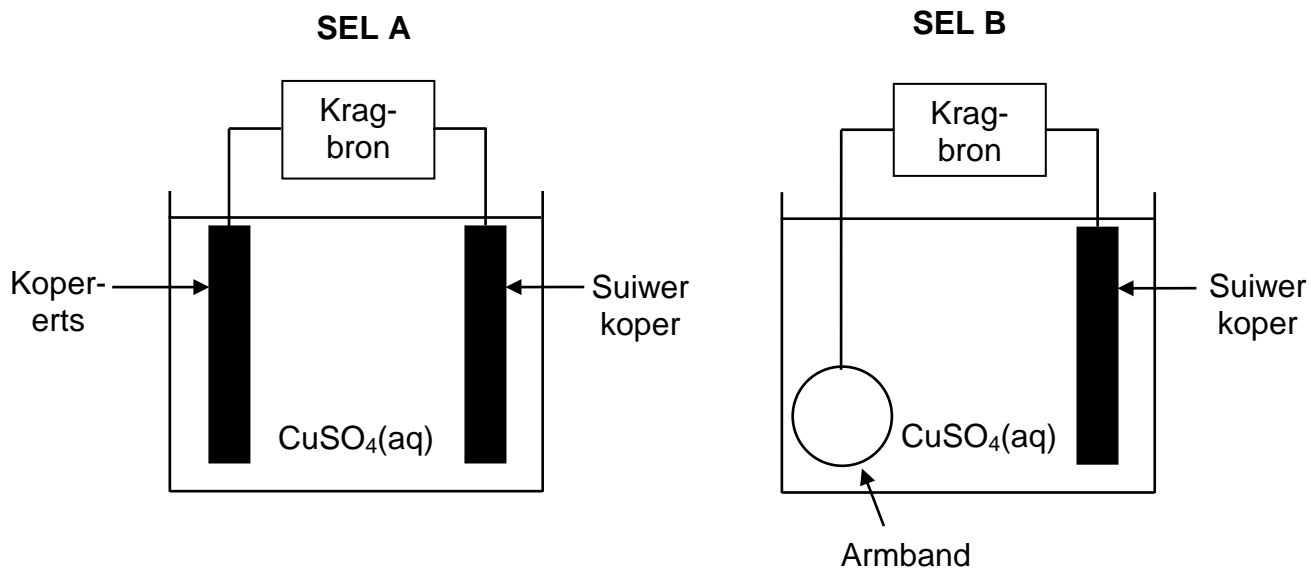 SEL A
Krag-
bron
Koper-
erts
Suiwer
koper
CuSO₄(aq)
SEL B
Krag-
bron
Suiwer
koper
CuSO₄(aq)
Armband